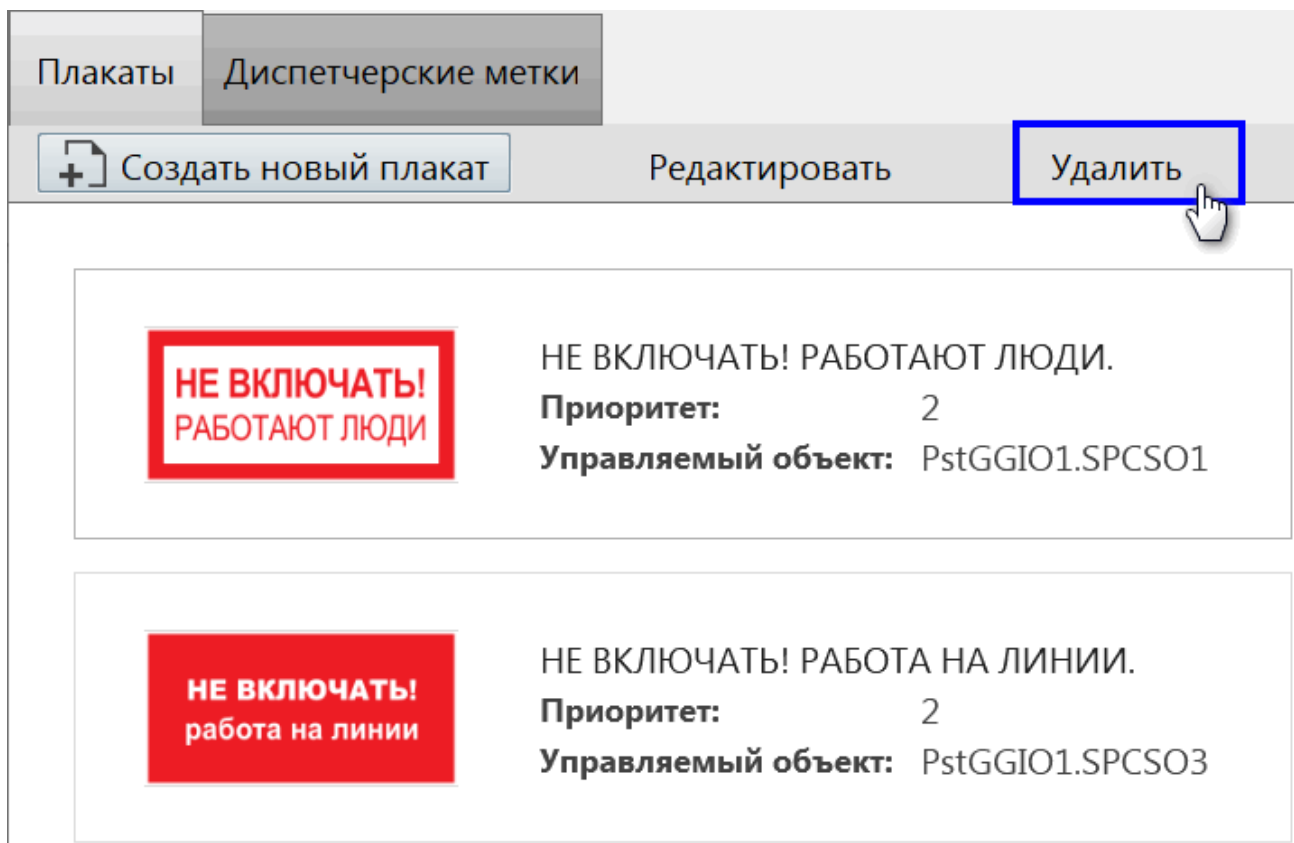 Плакаты Диспетчерские метки
Создать новый плакат Редактировать Удалить
НЕ ВКЛЮЧАТЬ!
РАБОТАЮТ ЛЮДИ
НЕ ВКЛЮЧАТЬ! РАБОТАЮТ ЛЮДИ.
Приоритет: 2
Управляемый объект: PstGGIO1.SPCSO1
НЕ ВКЛЮЧАТЬ!
работа на линии
НЕ ВКЛЮЧАТЬ! РАБОТА НА ЛИНИИ.
Приоритет: 2
Управляемый объект: PstGGIO1.SPCSO3